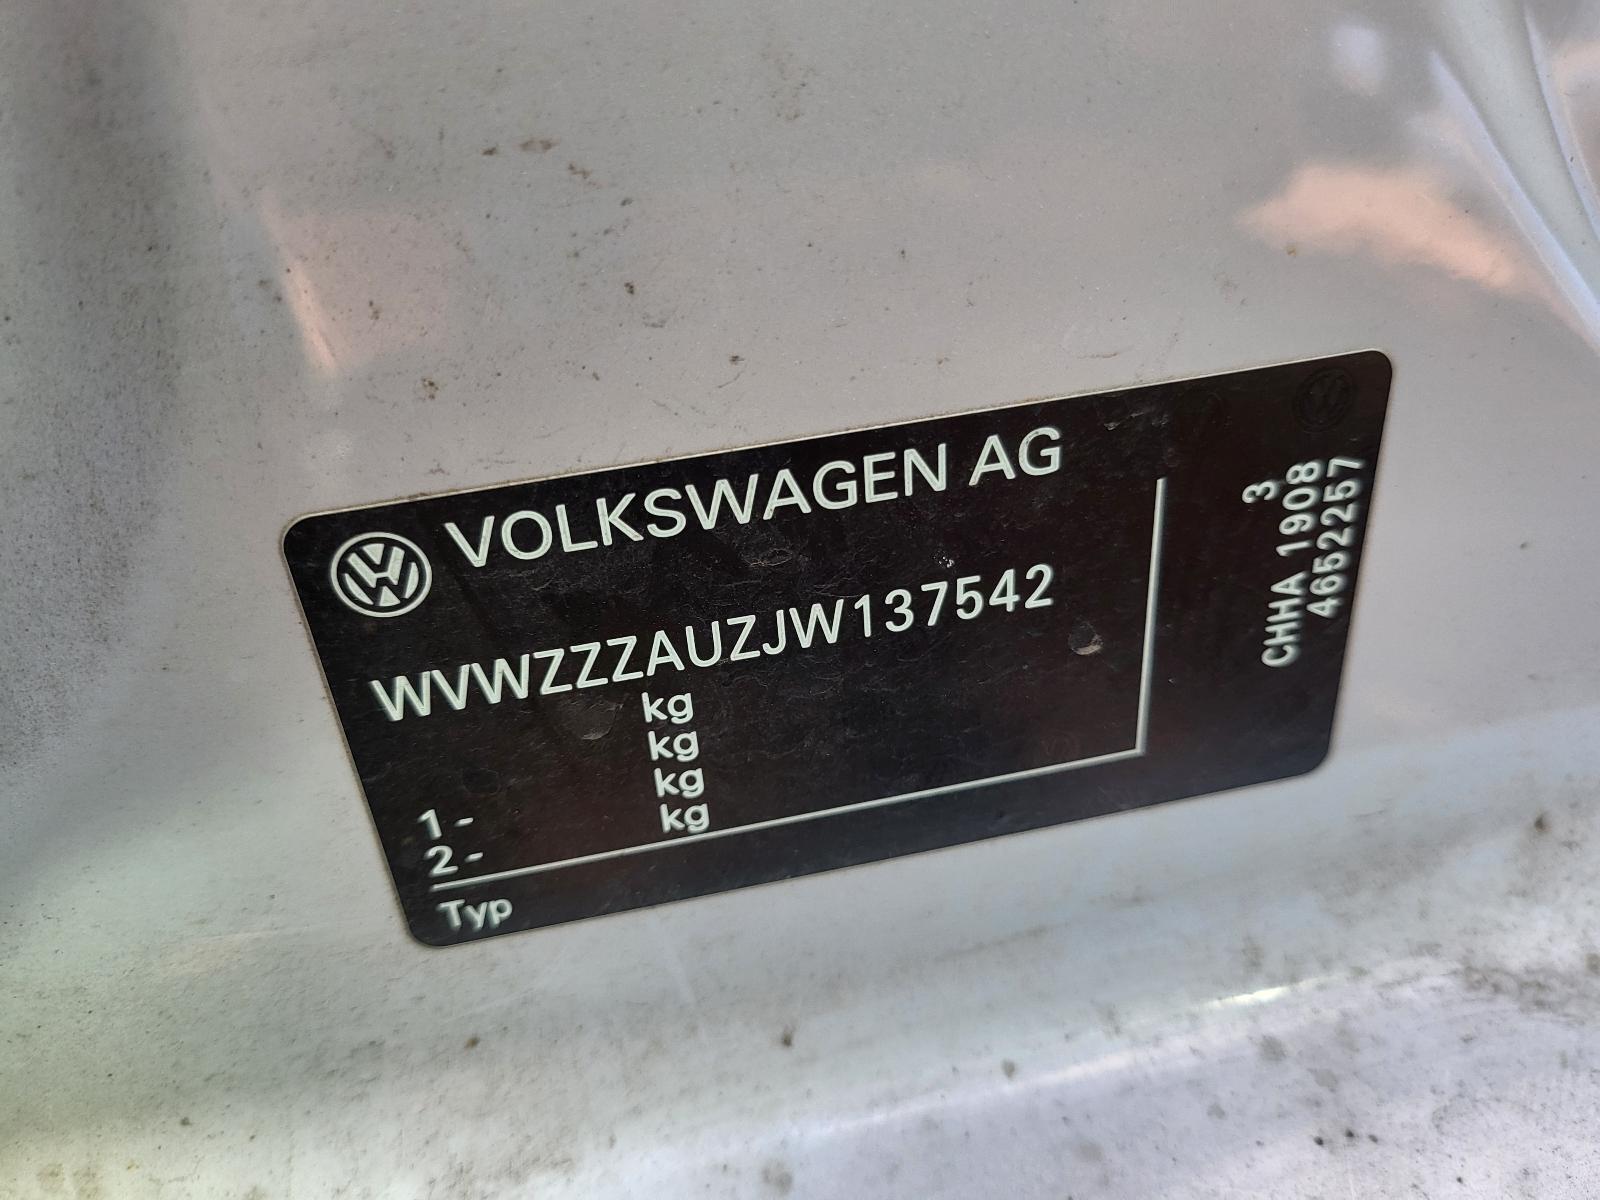 VOLKSWAGEN AG
WVWZZZAUZJW137542
kg
kg
kg
1 - kg
2 -
Typ
3
CHHA 1908
4652257